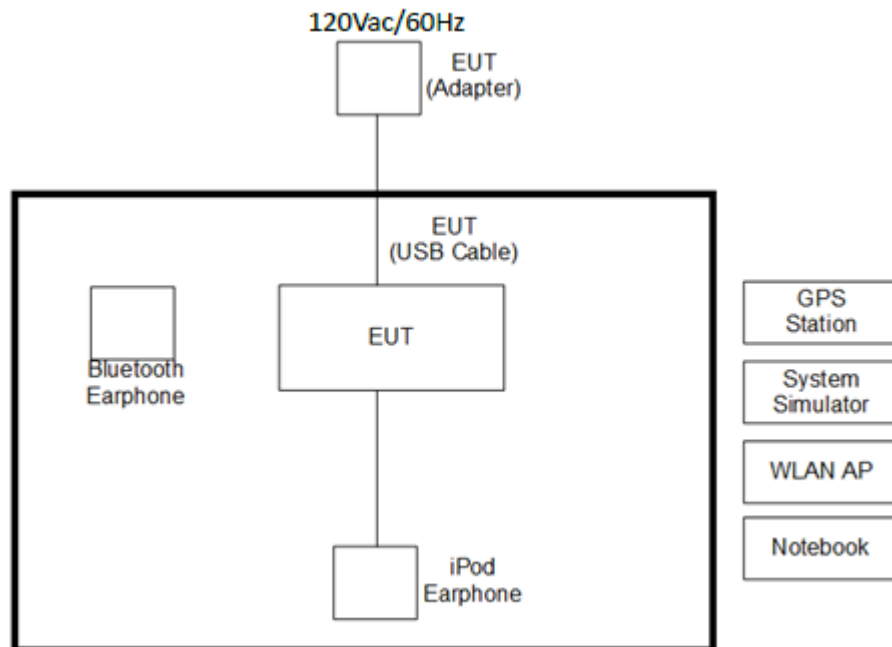 120Vac/60Hz
EUT
(Adapter)
EUT
(USB Cable)
EUT
Bluetooth
Earphone
iPod
Earphone
GPS
Station
System
Simulator
WLAN AP
Notebook